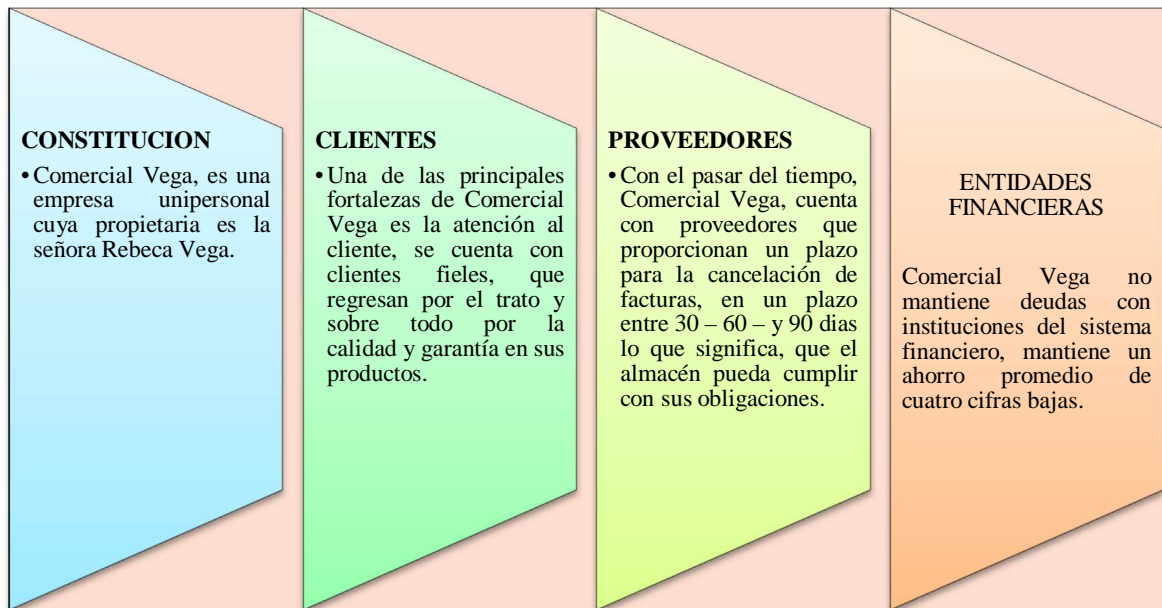 CONSTITUCION
• Comercial Vega, es una
empresa unipersonal
cuya propietaria es la
señora Rebeca Vega.
CLIENTES
• Una de las principales
fortalezas de Comercial
Vega es la atención al
cliente, se cuenta con
clientes fieles, que
regresan por el trato y
sobre todo por la
calidad y garantía en sus
productos.
PROVEEDORES
• Con el pasar del tiempo,
Comercial Vega, cuenta
con proveedores que
proporcionan un plazo
para la cancelación de
facturas, en un plazo
entre 30 – 60 – y 90 dias
lo que significa, que el
almacén pueda cumplir
con sus obligaciones.
ENTIDADES
FINANCIERAS
Comercial Vega no
mantiene deudas con
instituciones del sistema
financiero, mantiene un
ahorro promedio de
cuatro cifras bajas.